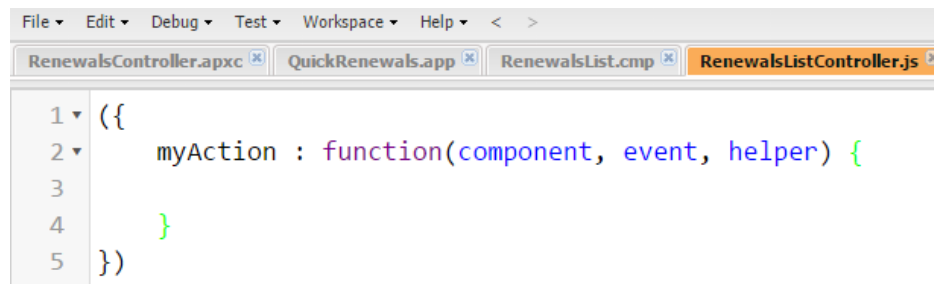 File Edit Debug Test Workspace Help < >
RenewalsController.apxc QuickRenewals.app RenewalsList.cmp RenewalsListController.js
1 ({
2 myAction : function(component, event, helper) {
3
4 }
5 })